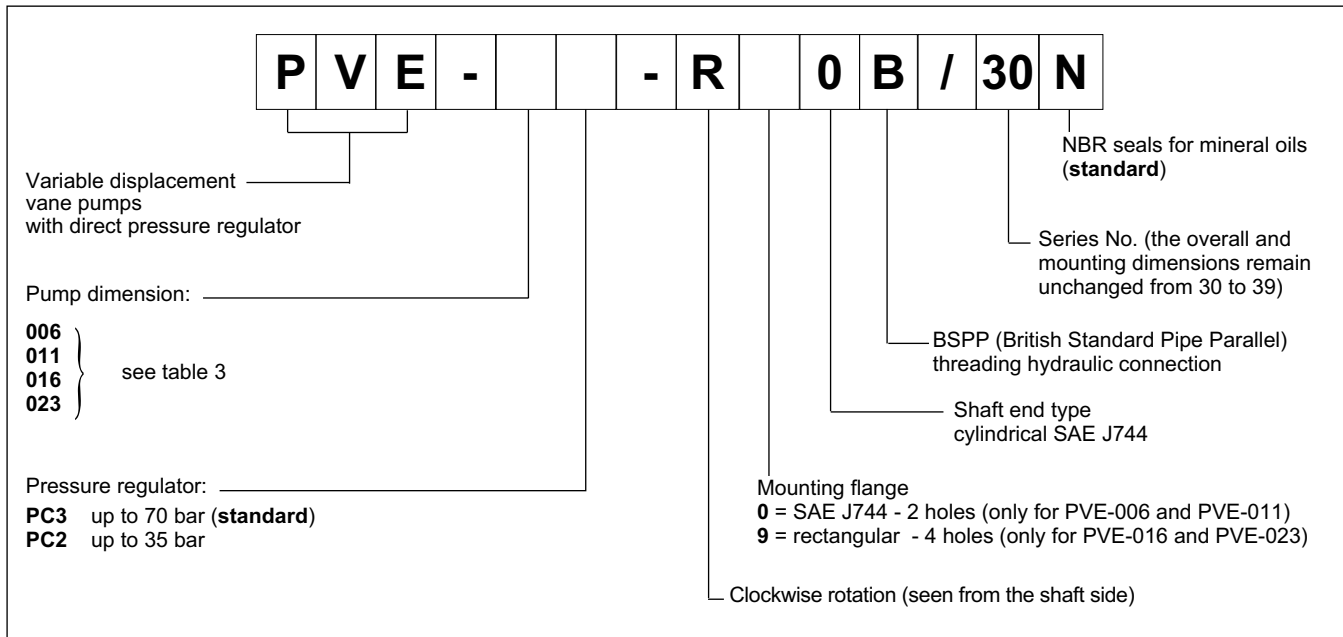 P V E - - R 0 B / 30 N
NBR seals for mineral oils
(standard)
Variable displacement
vane pumps
with direct pressure regulator
Series No. (the overall and
mounting dimensions remain
unchanged from 30 to 39)
Pump dimension:
006
011
016
023
see table 3
BSPP (British Standard Pipe Parallel)
threading hydraulic connection
Shaft end type
cylindrical SAE J744
Pressure regulator:
PC3 up to 70 bar (standard)
PC2 up to 35 bar
Mounting flange
0 = SAE J744 - 2 holes (only for PVE-006 and PVE-011)
9 = rectangular - 4 holes (only for PVE-016 and PVE-023)
Clockwise rotation (seen from the shaft side)